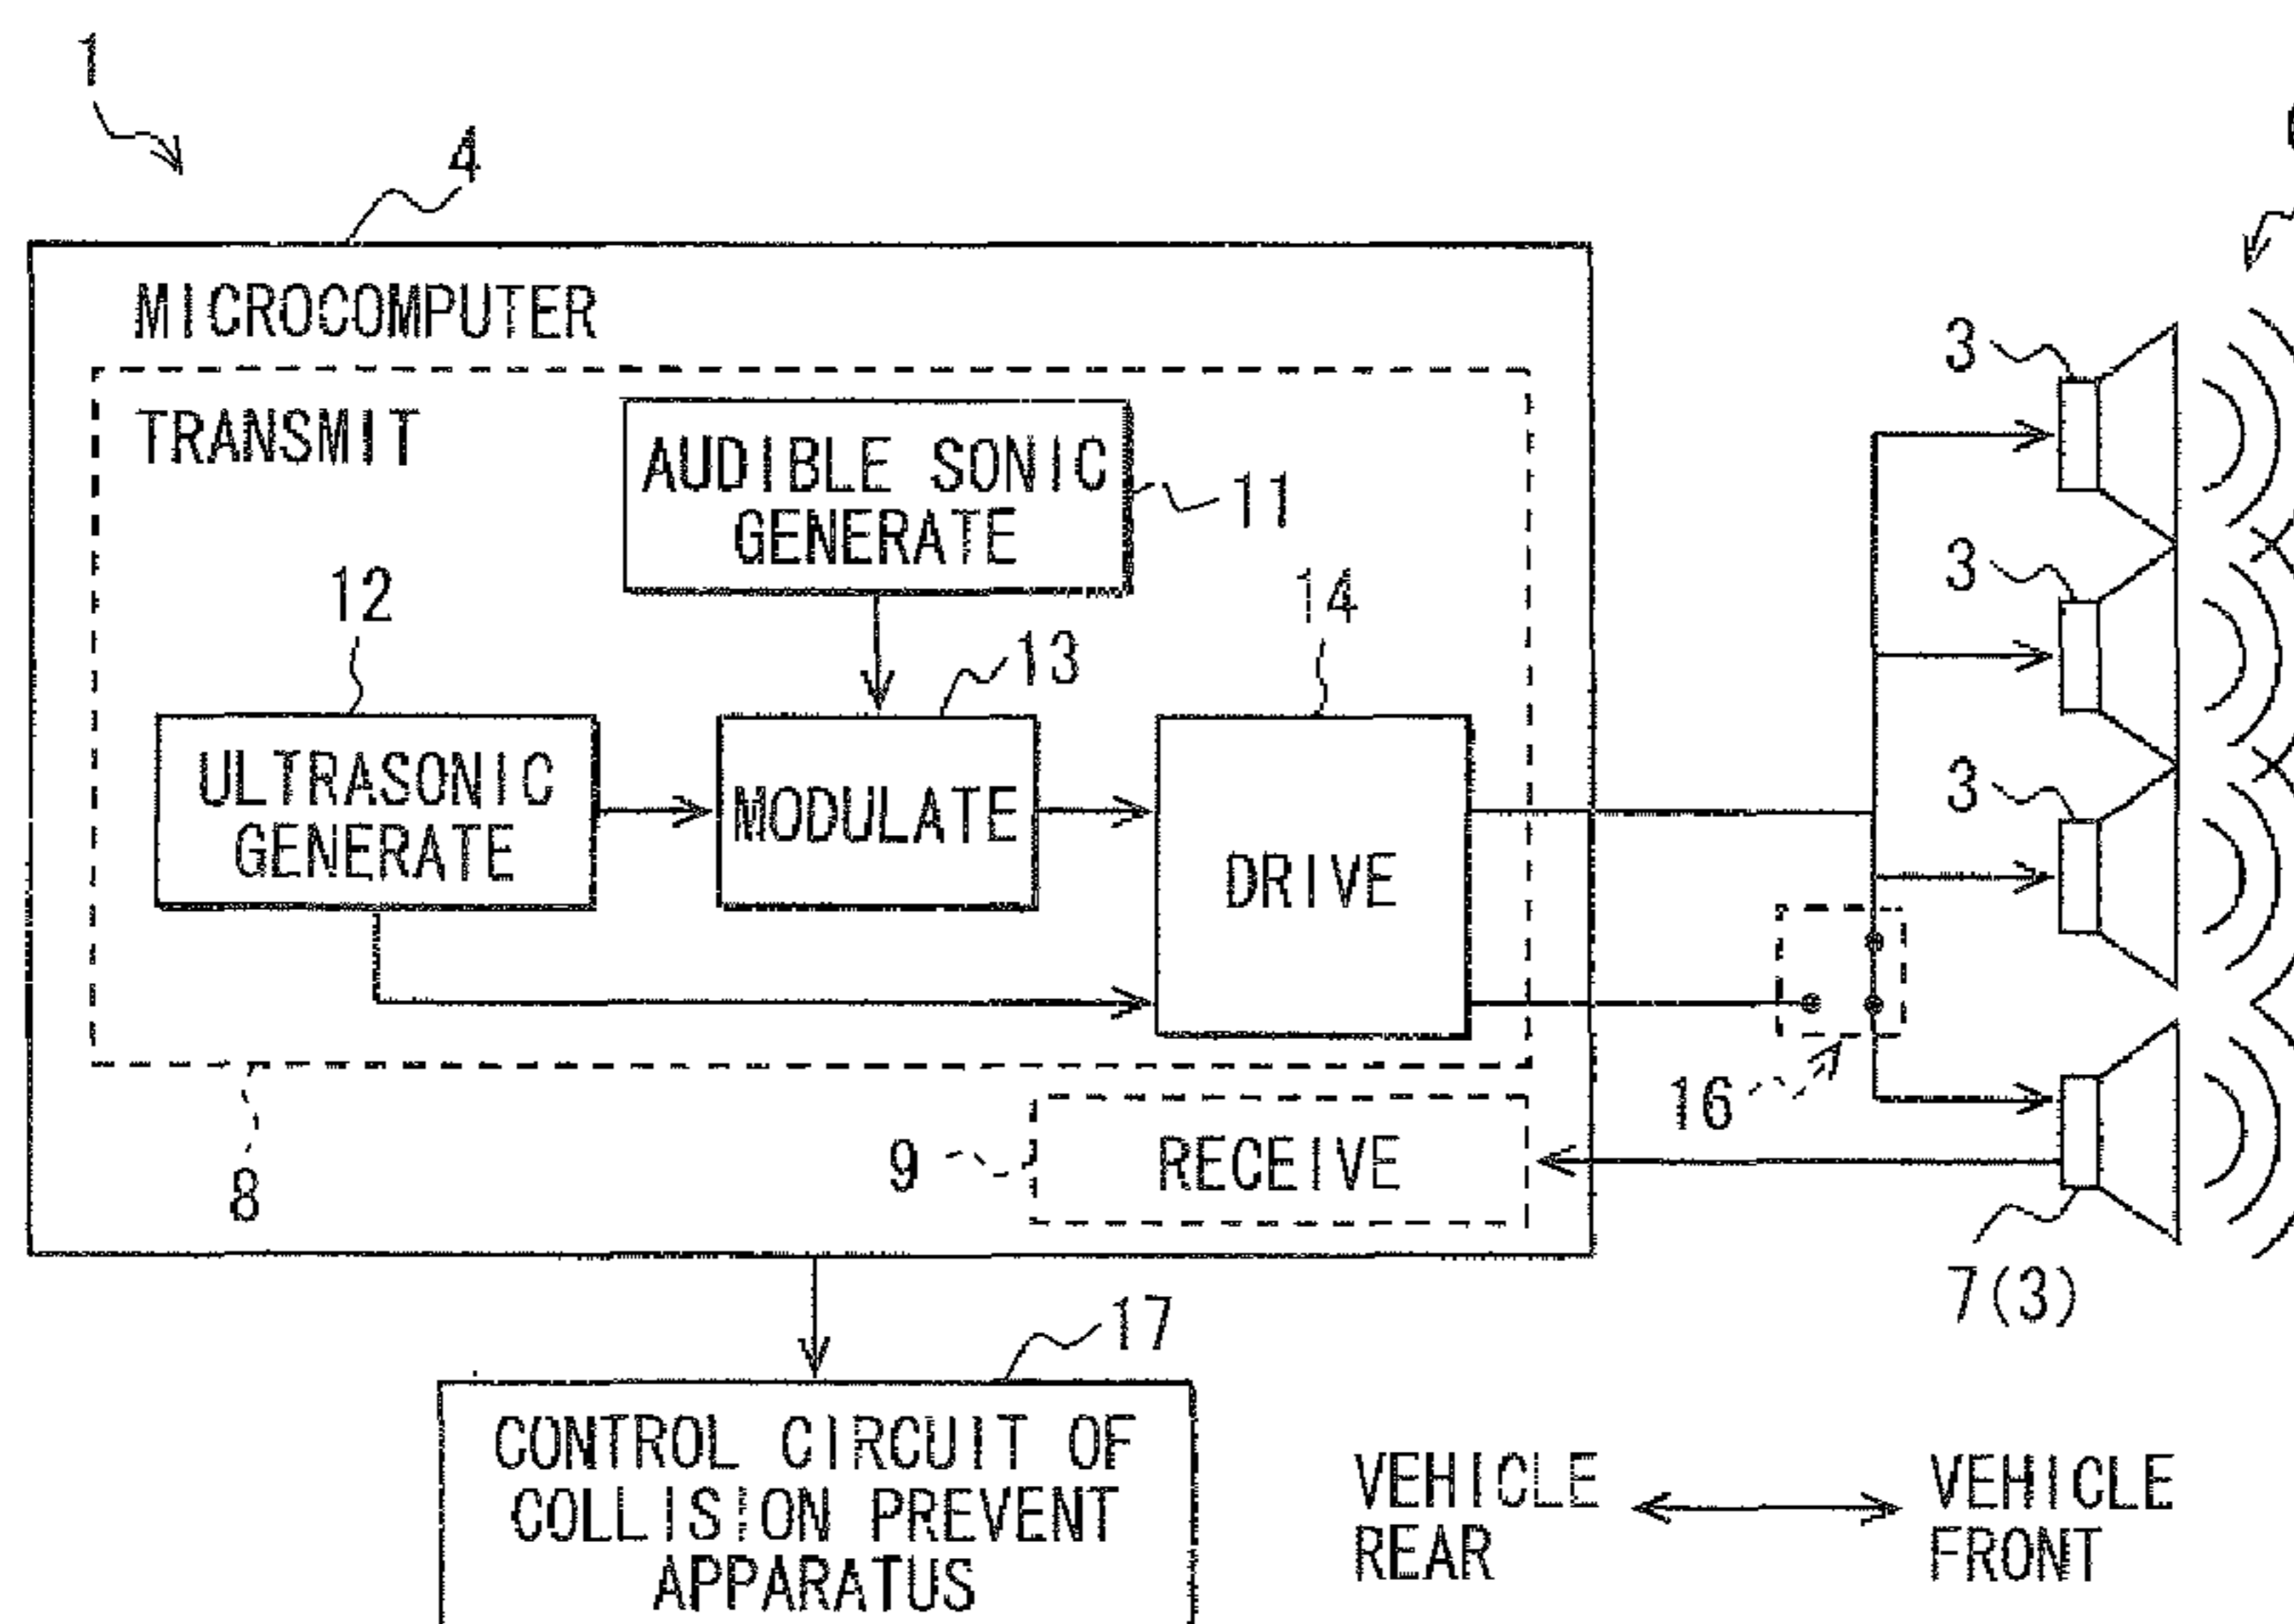 1
4
MICROCOMPUTER
TRANSMIT
AUDIBLE SONIC
GENERATE
11
12
13
14
ULTRASONIC
GENERATE
MODULATE
DRIVE
3
3
3
16
8
9
RECEIVE
7(3)
17
CONTROL CIRCUIT OF
COLLISION PREVENT
APPARATUS
VEHICLE
REAR
VEHICLE
FRONT